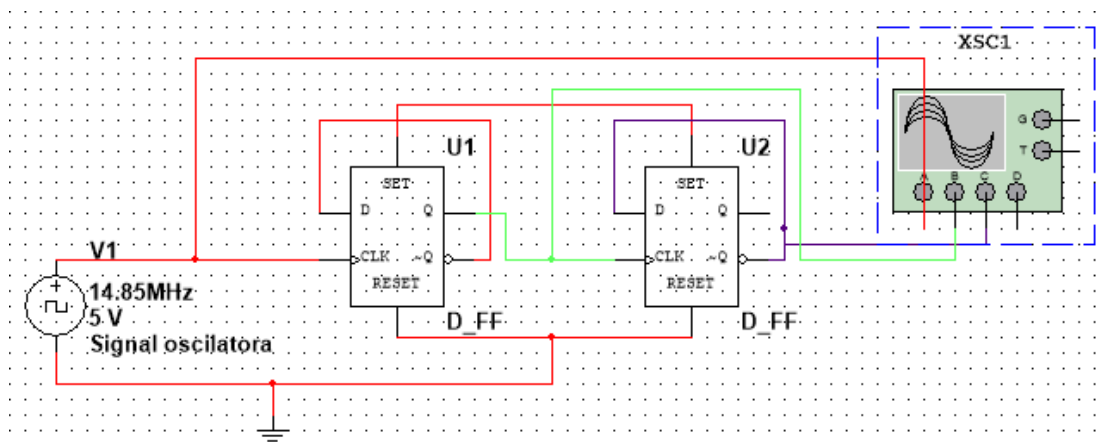 XSC1
G
T
A B C D
U1
SET
D Q
CLK ~Q
RESET
D_FF
U2
SET
D Q
CLK ~Q
RESET
D_FF
V1
14.85MHz
5 V
Signal oscilatora